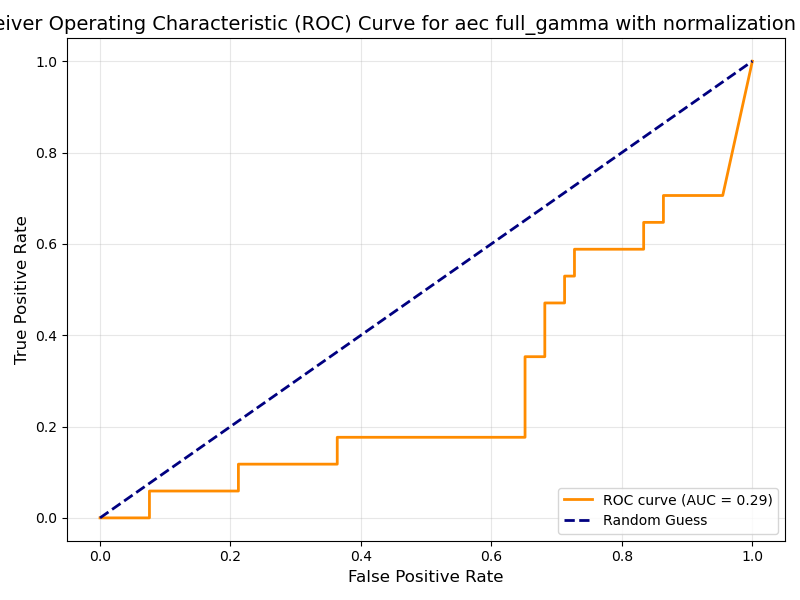 eiver Operating Characteristic (ROC) Curve for aec full_gamma with normalization
1.0
0.8
0.6
0.4
0.2
0.0
True Positive Rate
ROC curve (AUC = 0.29)
Random Guess
0.0 0.2 0.4 0.6 0.8 1.0
False Positive Rate